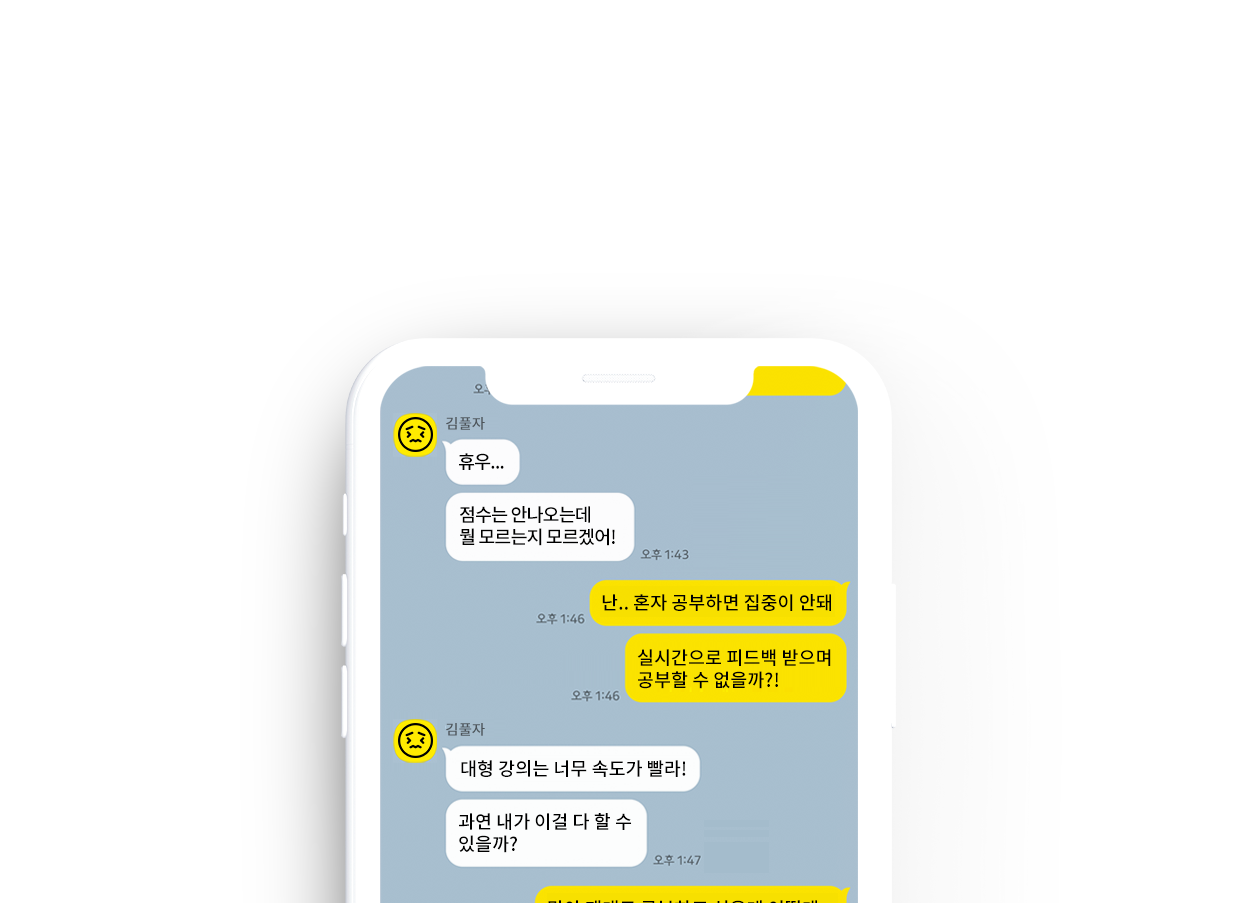 김풀자
휴우...
점수는 안나오는데
뭘 모르는지 모르겠어!
오후 1:43
난.. 혼자 공부하면 집중이 안돼
오후 1:46
실시간으로 피드백 받으며
공부할 수 없을까?!
오후 1:46
김풀자
대형 강의는 너무 속도가 빨라!
과연 내가 이걸 다 할 수
있을까?
오후 1:47